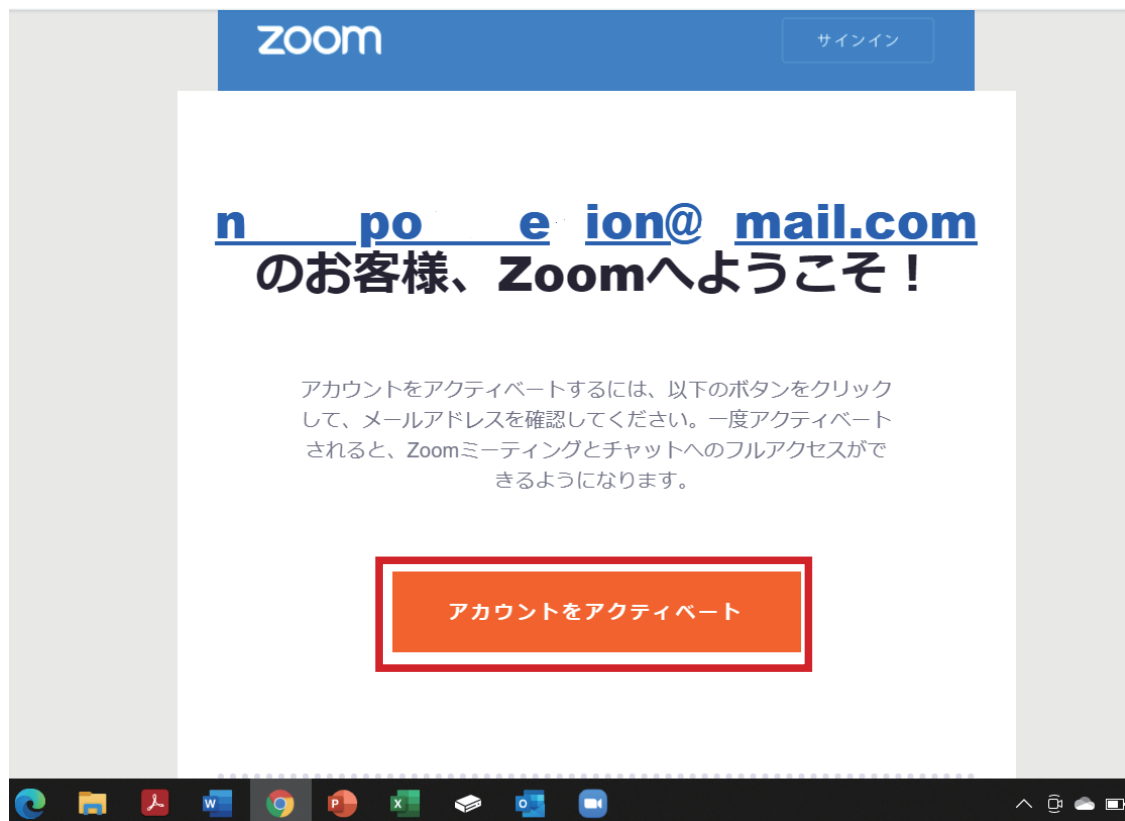 zoom
サインイン
n po e ion@ mail.com
のお客様、Zoomへようこそ！
アカウントをアクティベートするには、以下のボタンをクリック
して、メールアドレスを確認してください。一度アクティベート
されると、Zoomミーティングとチャットへのフルアクセスがで
きるようになります。
アカウントをアクティベート